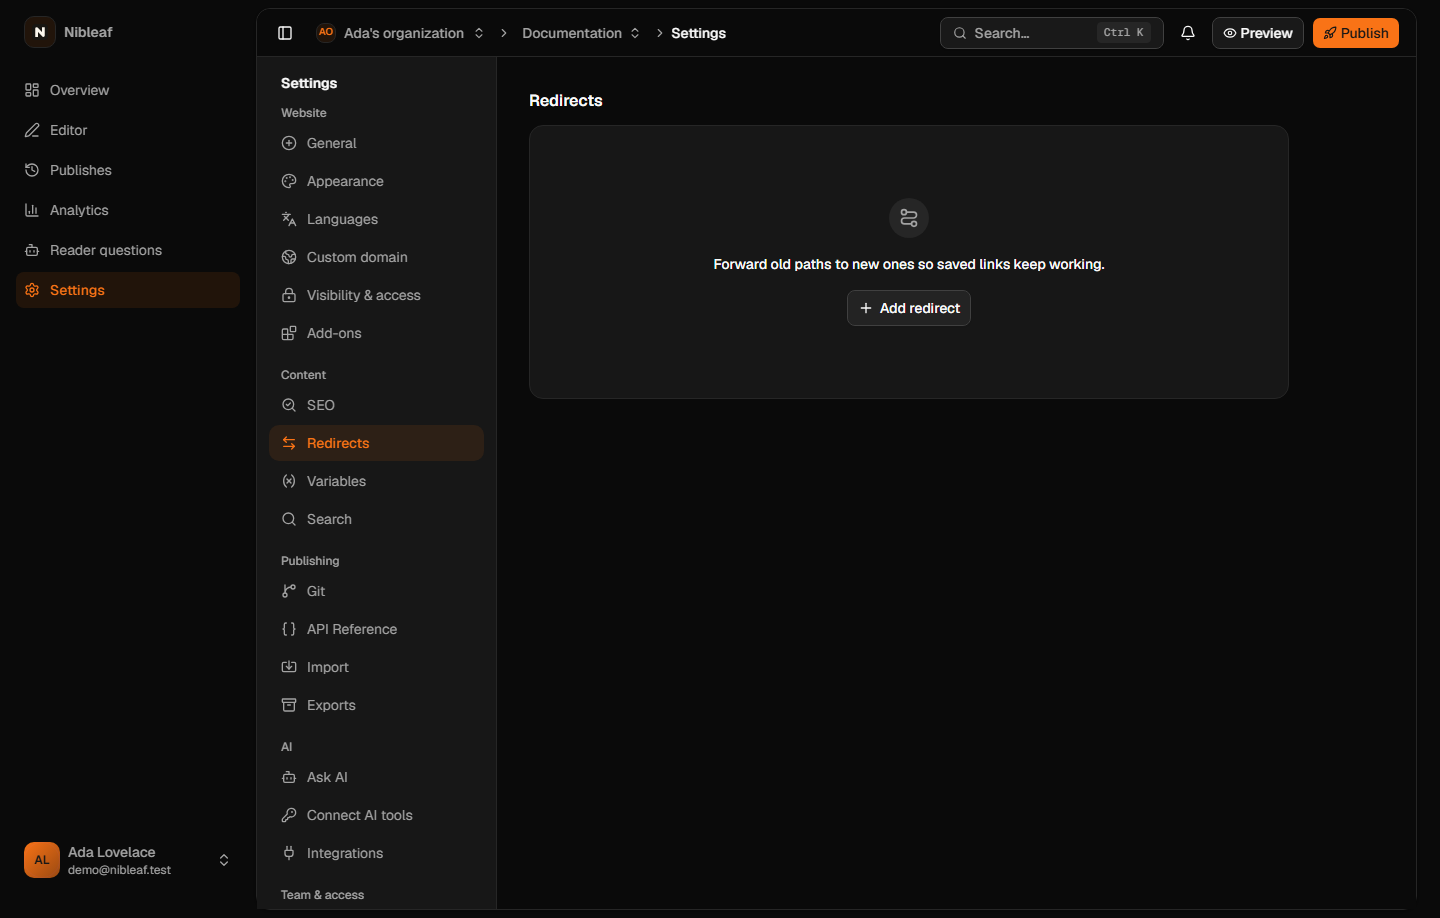 N Nibleaf
Overview
Editor
Publishes
Analytics
Reader questions
Settings
AL
Ada Lovelace
demo@nibleaf.test
AO Ada's organization
Documentation
Settings
Search...
Ctrl K
Preview
Publish
Settings
Website
General
Appearance
Languages
Custom domain
Visibility & access
Add-ons
Content
SEO
Redirects
Variables
Search
Publishing
Git
API Reference
Import
Exports
AI
Ask AI
Connect AI tools
Integrations
Team & access
Redirects
Forward old paths to new ones so saved links keep working.
Add redirect